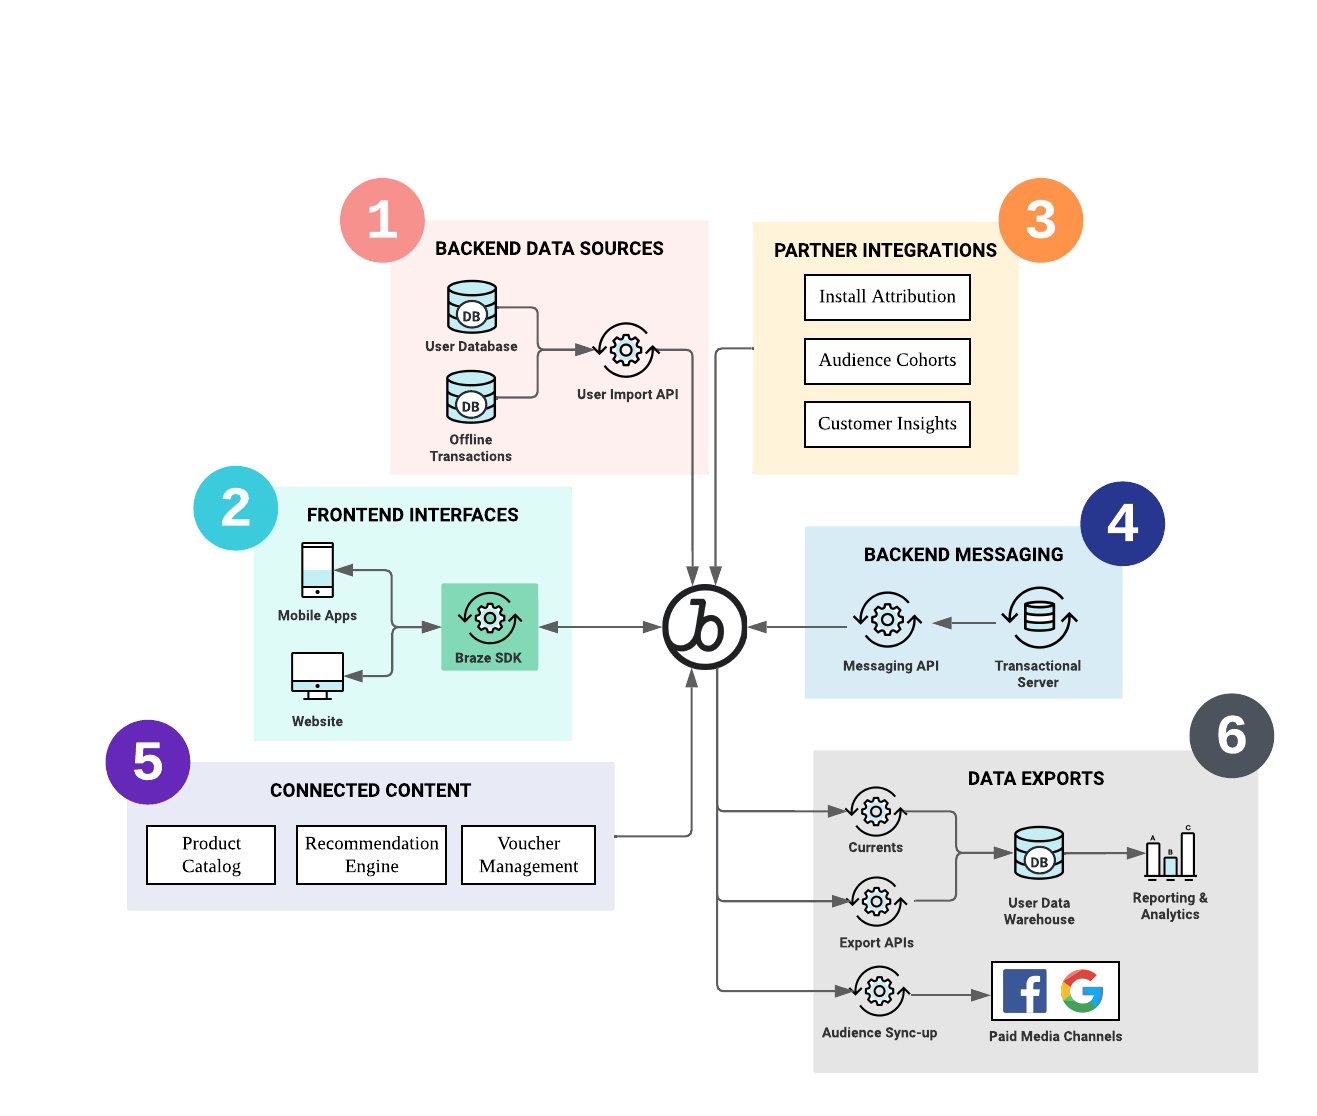 1
BACKEND DATA SOURCES
DB
User Database
DB
Offline
Transactions
User Import API
2
FRONTEND INTERFACES
Mobile Apps
Website
Braze SDK
3
PARTNER INTEGRATIONS
Install Attribution
Audience Cohorts
Customer Insights
b
4
BACKEND MESSAGING
Messaging API
Transactional
Server
5
CONNECTED CONTENT
Product
Catalog
Recommendation
Engine
Voucher
Management
6
DATA EXPORTS
Currents
Export APIs
Audience Sync-up
DB
User Data
Warehouse
A
B
C
Reporting &
Analytics
f
G
Paid Media Channels